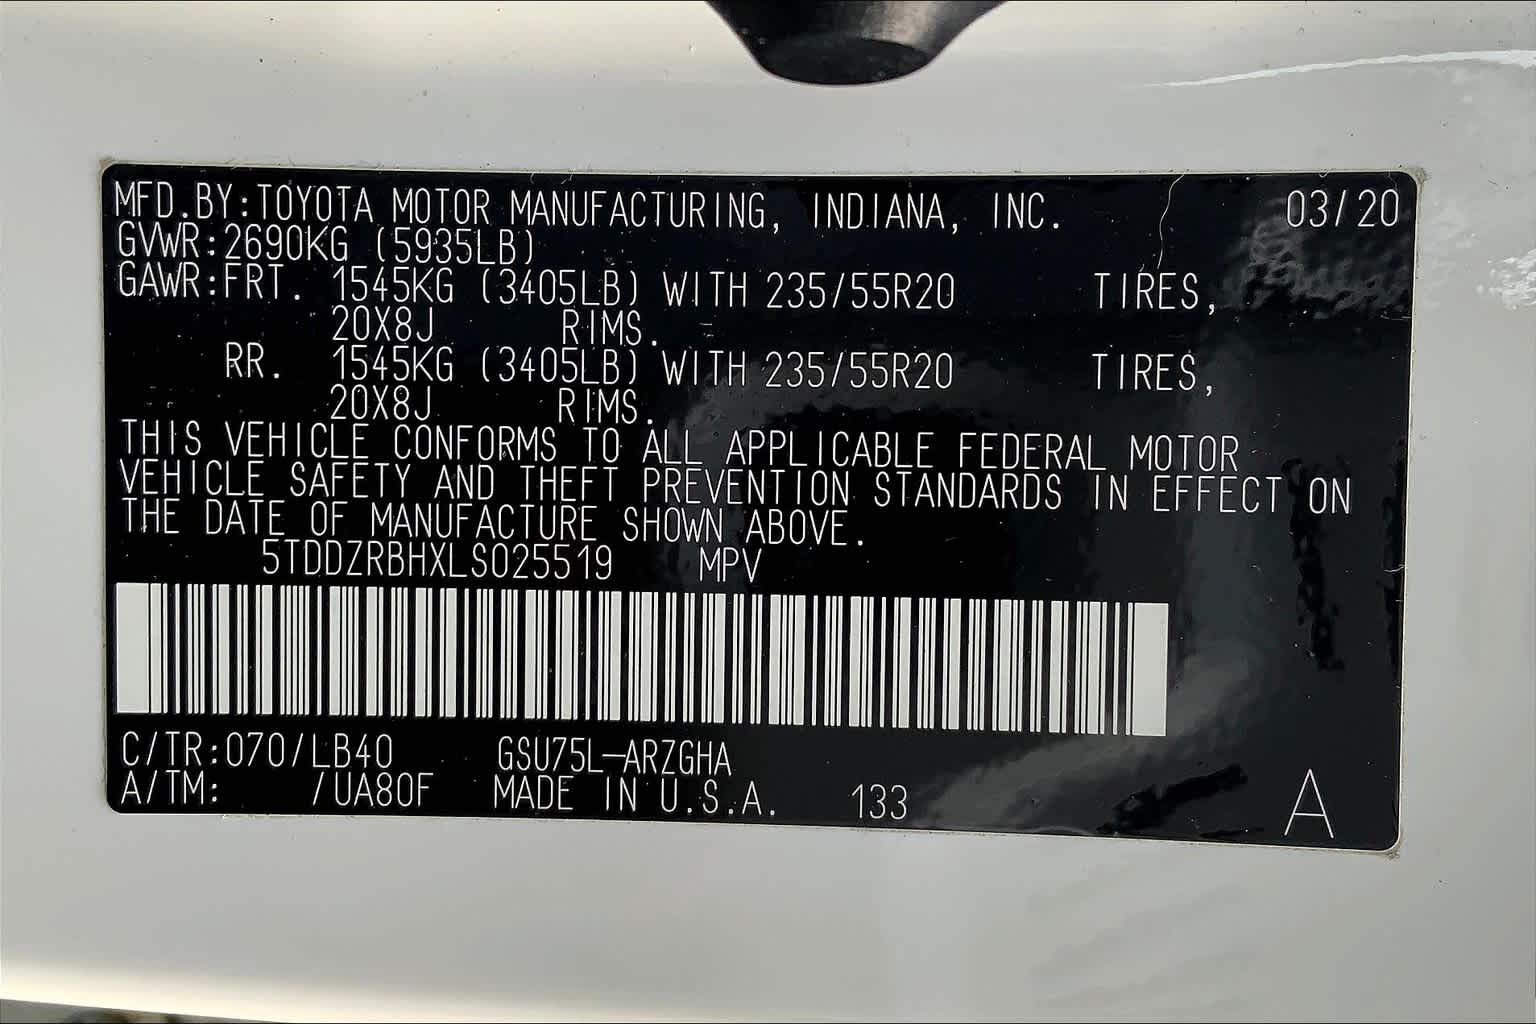 MFD.BY:TOYOTA MOTOR MANUFACTURING, INDIANA, INC. 03/20
GVWR:2690KG (5935LB)
GAWR:FRT. 1545KG (3405LB) WITH 235/55R20 TIRES,
20X8J RIMS.
RR. 1545KG (3405LB) WITH 235/55R20 TIRES,
20X8J RIMS.
THIS VEHICLE CONFORMS TO ALL APPLICABLE FEDERAL MOTOR
VEHICLE SAFETY AND THEFT PREVENTION STANDARDS IN EFFECT ON
THE DATE OF MANUFACTURE SHOWN ABOVE.
5TDDZRBHXLS025519 MPV
C/TR:070/LB40 GSU75L-ARZGHA
A/TM: /UA80F MADE IN U.S.A. 133 A